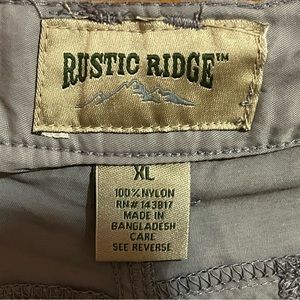 RUSTIC RIDGE™
XL
100% NYLON
RN# 143917
MADE IN
BANGLADESH
CARE
SEE REVERSE